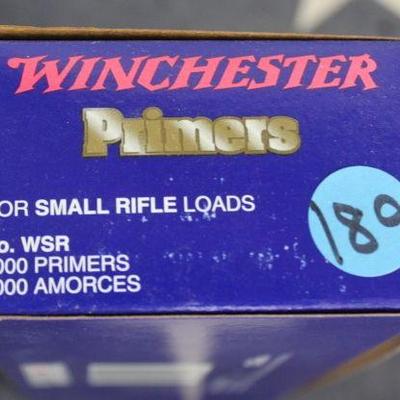 WINCHESTER
Primers
OR SMALL RIFLE LOADS
o. WSR
000 PRIMERS
000 AMORCES
180